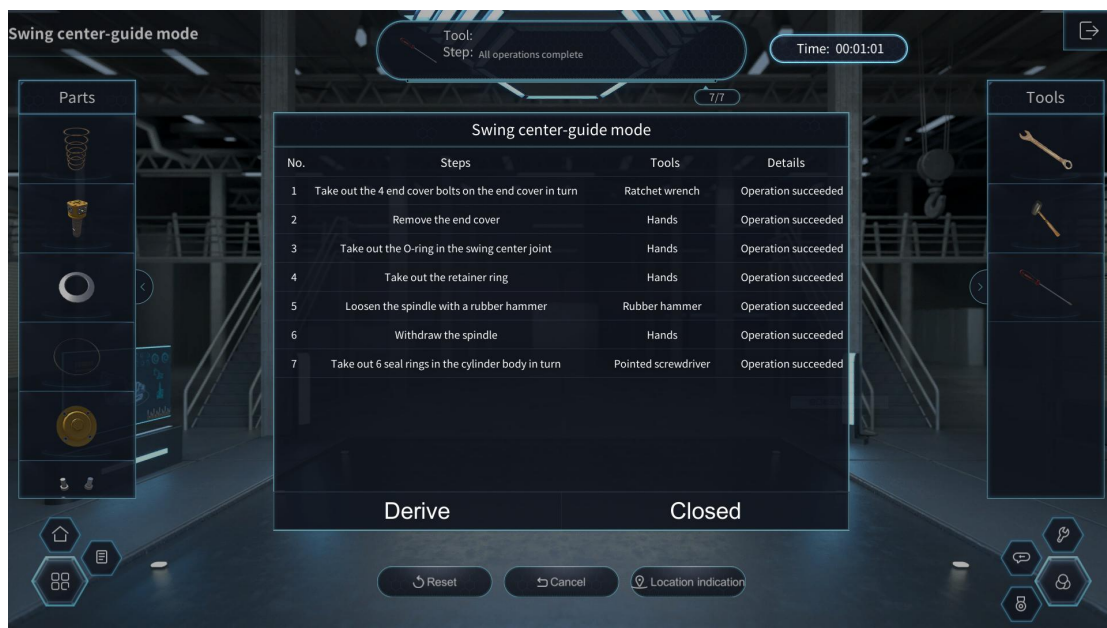 Swing center-guide mode
Tool:
Step: All operations complete
Time: 00:01:01
7/7
Parts
Tools
Swing center-guide mode
No. Steps Tools Details
1 Take out the 4 end cover bolts on the end cover in turn Ratchet wrench Operation succeeded
2 Remove the end cover Hands Operation succeeded
3 Take out the O-ring in the swing center joint Hands Operation succeeded
4 Take out the retainer ring Hands Operation succeeded
5 Loosen the spindle with a rubber hammer Rubber hammer Operation succeeded
6 Withdraw the spindle Hands Operation succeeded
7 Take out 6 seal rings in the cylinder body in turn Pointed screwdriver Operation succeeded
Derive Closed
Reset Cancel Location indication